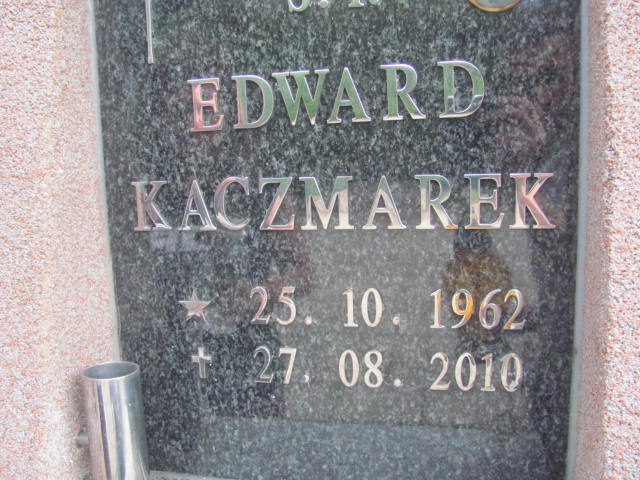 EDWARD
KACZMAREK
★ 25. 10. 1962
✝ 27. 08. 2010